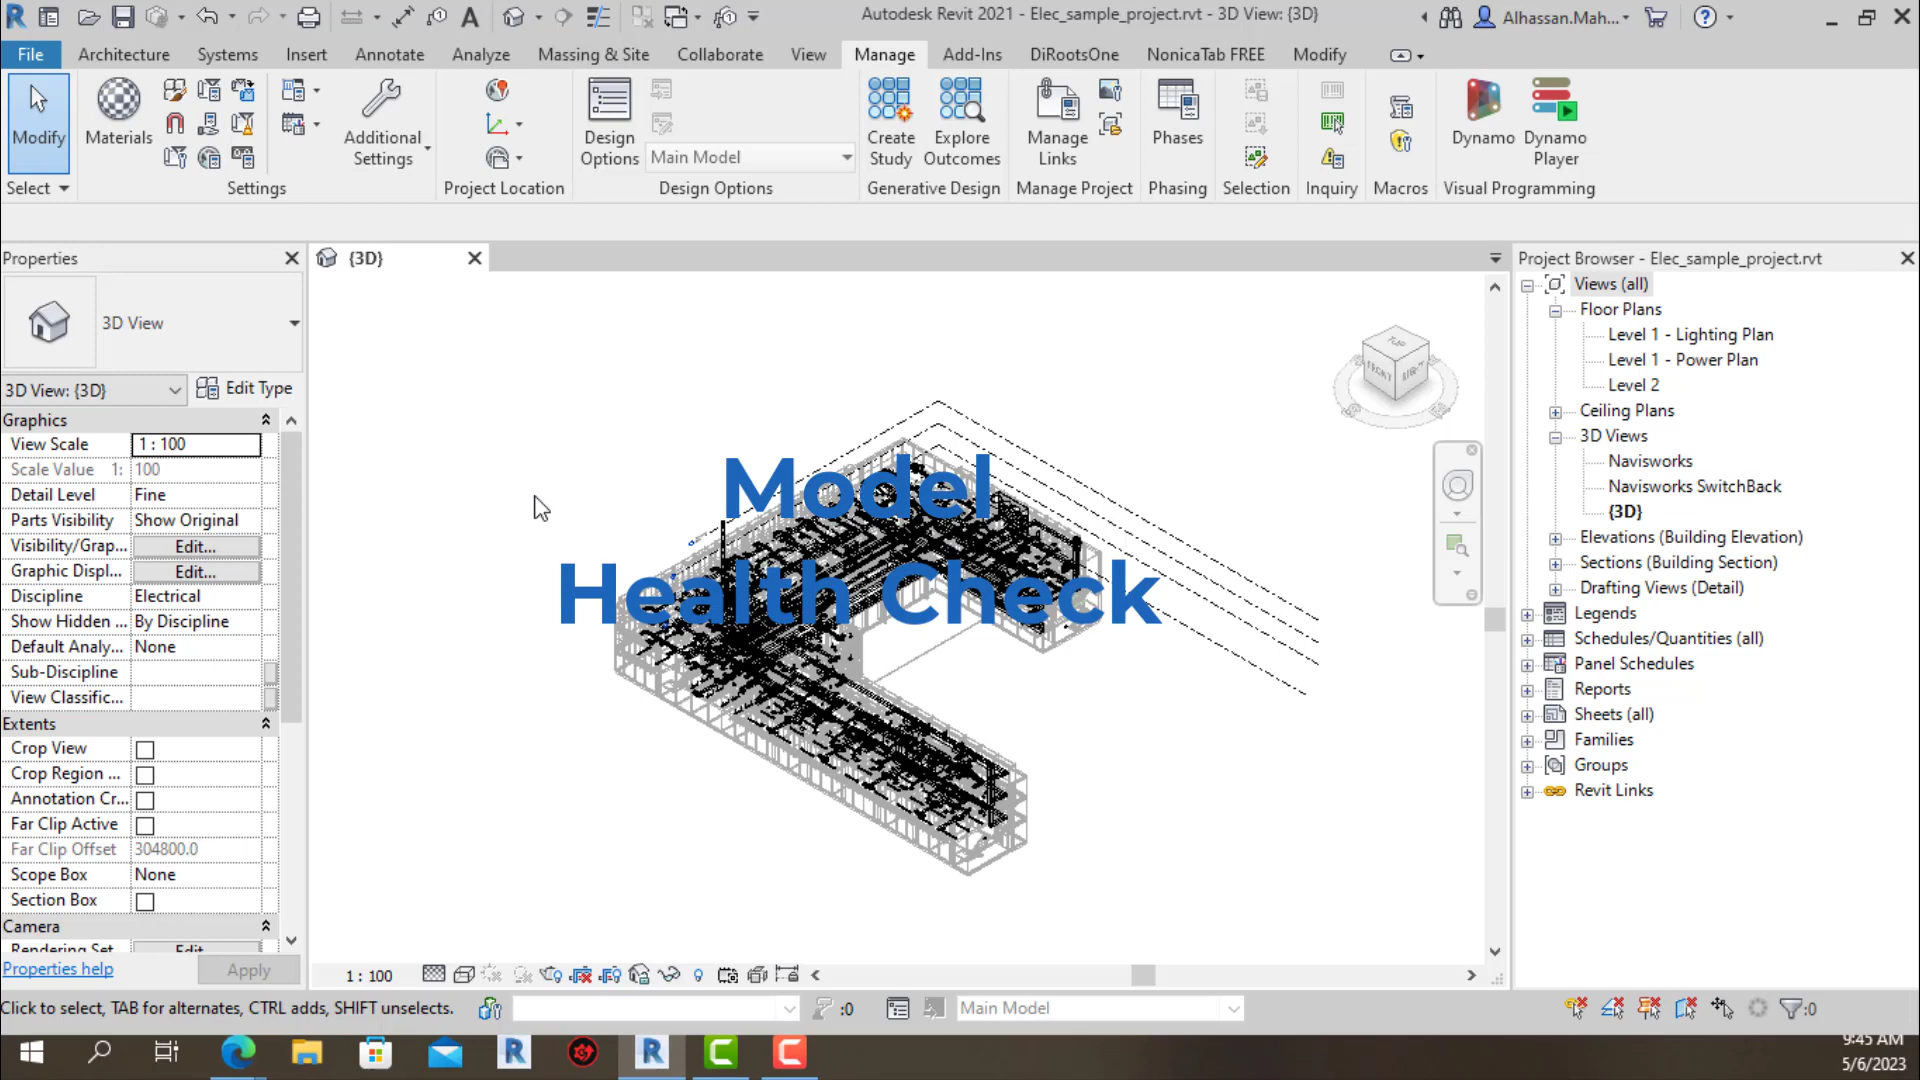 Autodesk Revit 2021 - Elec_sample_project.rvt - 3D View: {3D}
Alhassan.Mah...
File Architecture Systems Insert Annotate Analyze Massing & Site Collaborate View Manage Add-Ins DiRootsOne NonicaTab FREE Modify
Modify
Materials
Additional
Settings
Design
Options
Main Model
Create
Study
Explore
Outcomes
Manage
Links
Phases
Dynamo
Dynamo
Player
Select
Settings
Project Location
Design Options
Generative Design
Manage Project
Phasing
Selection
Inquiry
Macros
Visual Programming
Properties
{3D}
Project Browser - Elec_sample_project.rvt
3D View
3D View: {3D}
Edit Type
Graphics
View Scale 1 : 100
Scale Value 1: 100
Detail Level Fine
Parts Visibility Show Original
Visibility/Grap... Edit...
Graphic Displ... Edit...
Discipline Electrical
Show Hidden ... By Discipline
Default Analy... None
Sub-Discipline
View Classific...
Extents
Crop View
Crop Region ...
Annotation Cr...
Far Clip Active
Far Clip Offset 304800.0
Scope Box None
Section Box
Camera
Rendering Set... Edit...
Properties help
Apply
TOP
FRONT
RIGHT
Model
Health Check
Views (all)
Floor Plans
Level 1 - Lighting Plan
Level 1 - Power Plan
Level 2
Ceiling Plans
3D Views
Navisworks
Navisworks SwitchBack
{3D}
Elevations (Building Elevation)
Sections (Building Section)
Drafting Views (Detail)
Legends
Schedules/Quantities (all)
Panel Schedules
Reports
Sheets (all)
Families
Groups
Revit Links
1 : 100
Click to select, TAB for alternates, CTRL adds, SHIFT unselects.
:0
Main Model
:0
9:45 AM
5/6/2023